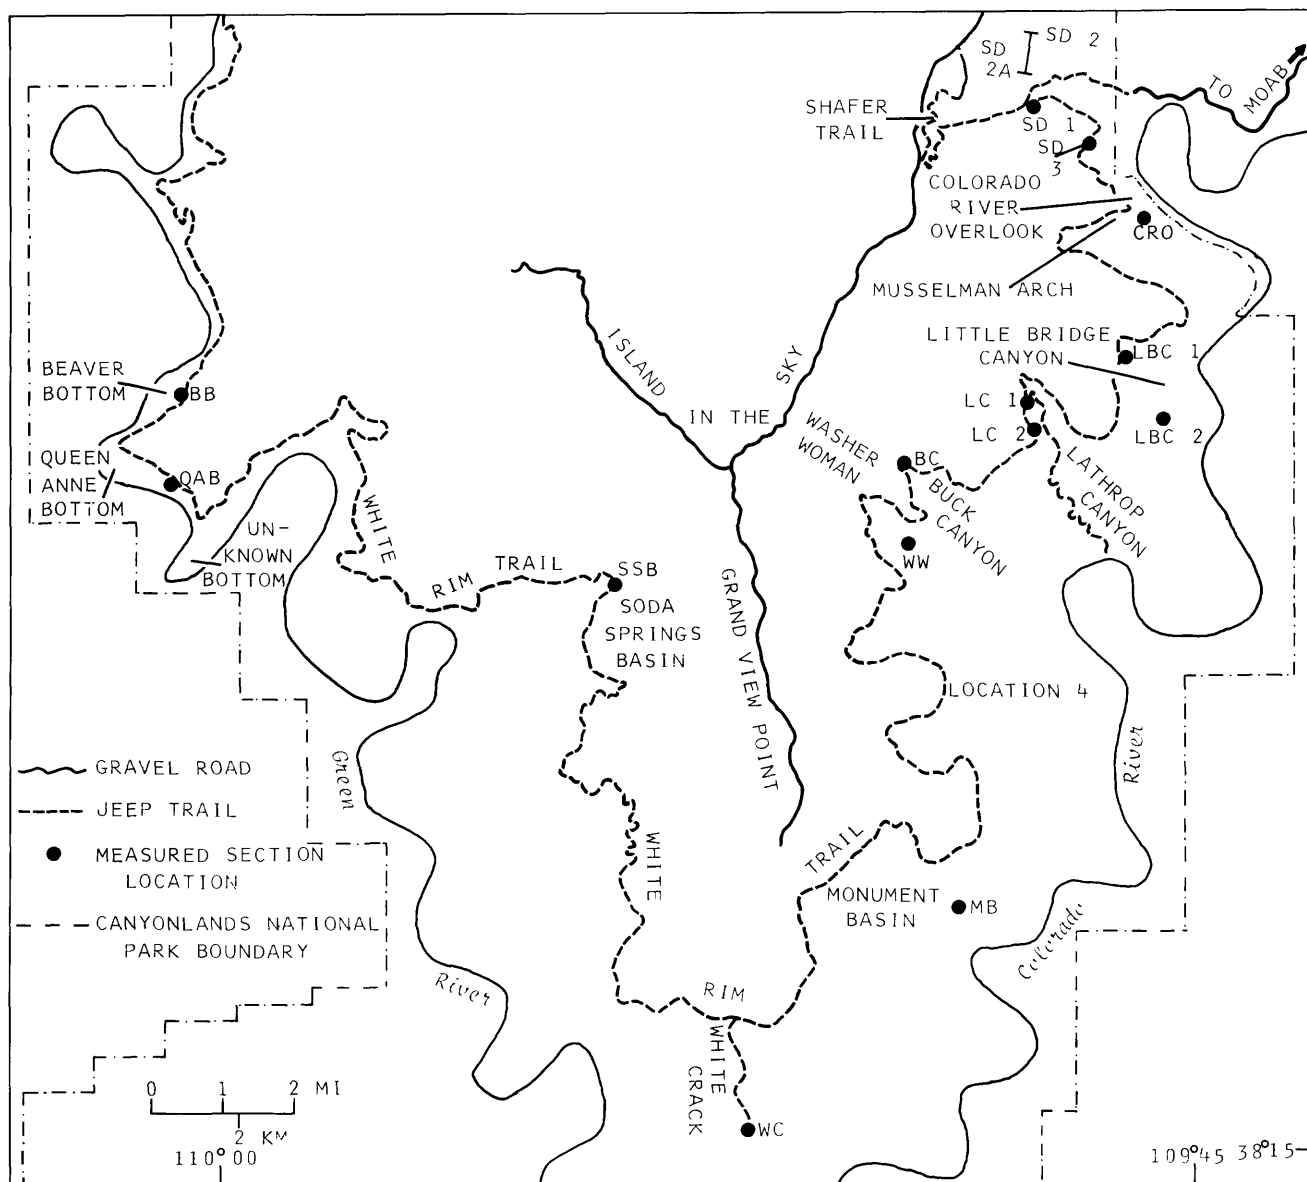 SD 2
SD
2A
TO MOAB
SHAFER
TRAIL
SD 1
SD
3
COLORADO
RIVER
OVERLOOK
CRO
MUSSELMAN ARCH
LITTLE BRIDGE
CANYON
LBC 1
LBC 2
ISLAND
IN THE
SKY
LC 1
LC 2
WASHER
WOMAN
BC
BUCK
CANYON
LATHROP
CANYON
WW
BEAVER
BOTTOM
BB
QUEEN
ANNE
BOTTOM
QAB
UN-
KNOWN
BOTTOM
WHITE
RIM
TRAIL
SSB
SODA
SPRINGS
BASIN
GRAND VIEW POINT
LOCATION 4
Green
River
River
Colorado
WHITE
TRAIL
MONUMENT
BASIN
MB
RIM
WHITE
CRACK
WC
GRAVEL ROAD
JEEP TRAIL
MEASURED SECTION
LOCATION
CANYONLANDS NATIONAL
PARK BOUNDARY
0 1 2 MI
2 KM
110°00
109°45 38°15